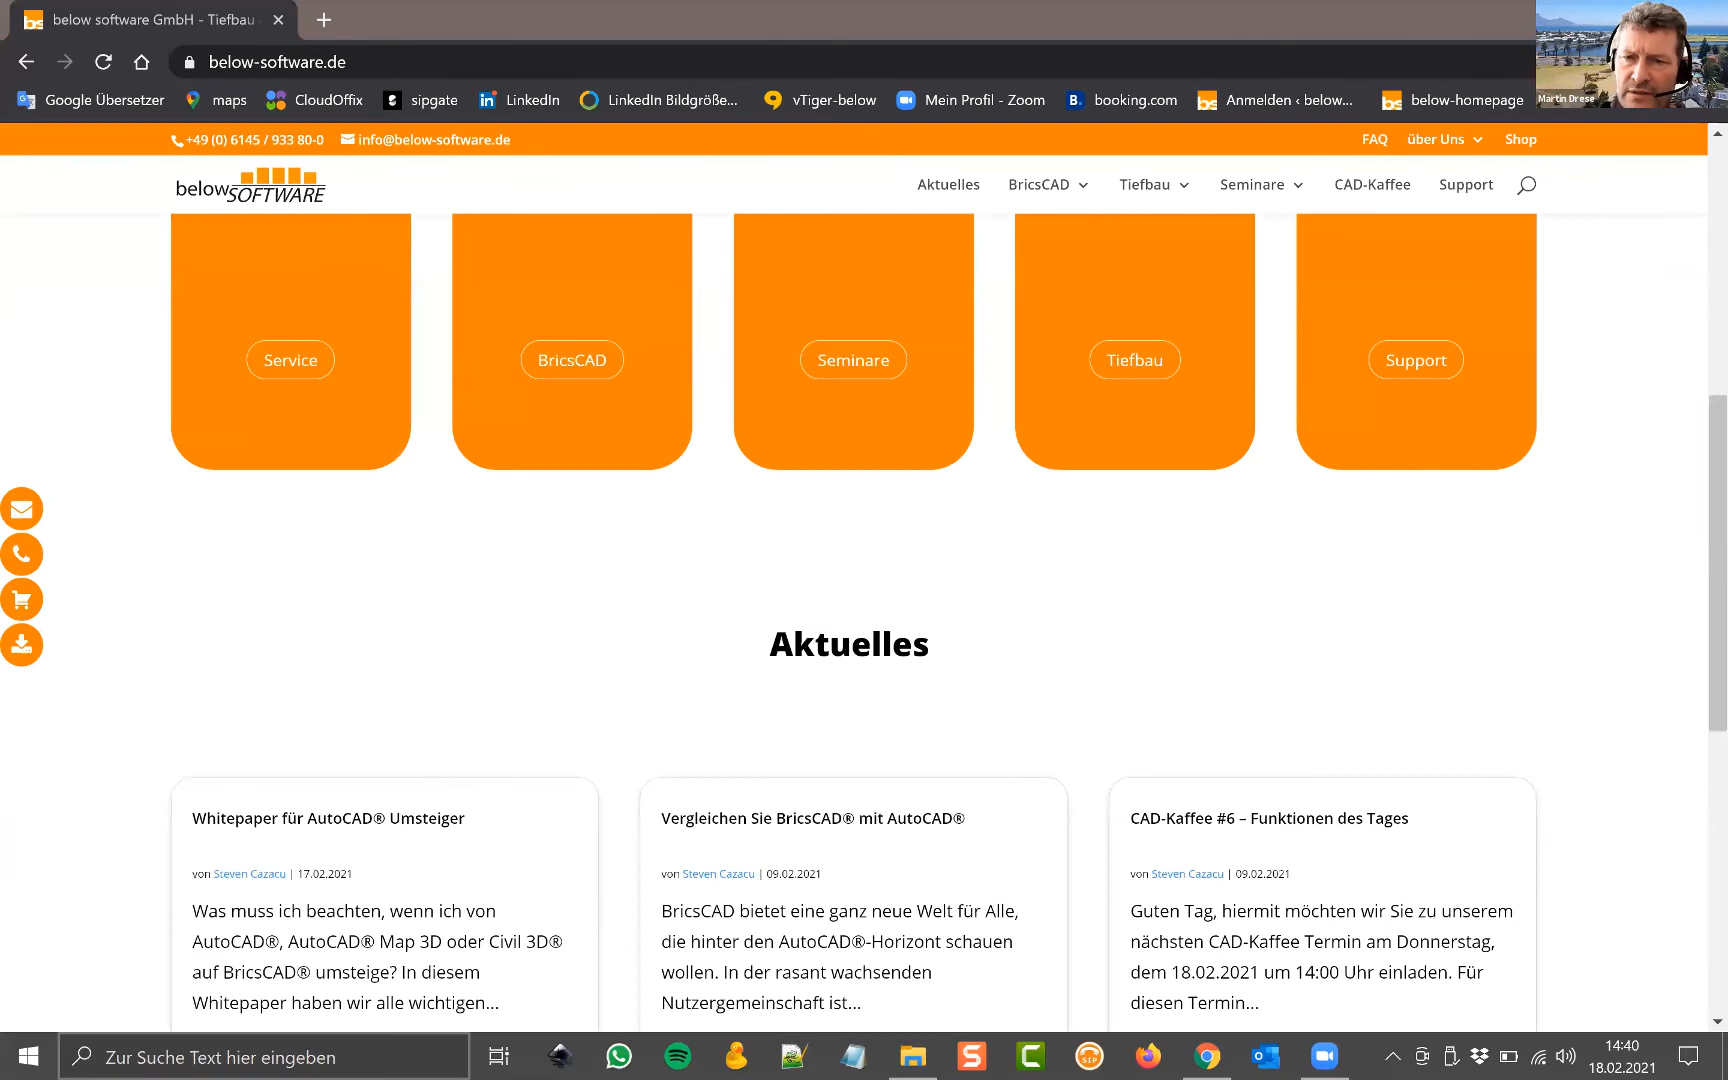 below software GmbH - Tiefbau
below-software.de
Google Übersetzer maps CloudOffix sipgate LinkedIn LinkedIn Bildgröße... vTiger-below Mein Profil - Zoom booking.com Anmelden ‹ below... below-homepage
Martin Drese
+49 (0) 6145 / 933 80-0 info@below-software.de FAQ über Uns Shop
below SOFTWARE
Aktuelles BricsCAD Tiefbau Seminare CAD-Kaffee Support
Service BricsCAD Seminare Tiefbau Support
Aktuelles
Whitepaper für AutoCAD® Umsteiger
von Steven Cazacu | 17.02.2021
Was muss ich beachten, wenn ich von
AutoCAD®, AutoCAD® Map 3D oder Civil 3D®
auf BricsCAD® umsteige? In diesem
Whitepaper haben wir alle wichtigen...
Vergleichen Sie BricsCAD® mit AutoCAD®
von Steven Cazacu | 09.02.2021
BricsCAD bietet eine ganz neue Welt für Alle,
die hinter den AutoCAD®-Horizont schauen
wollen. In der rasant wachsenden
Nutzergemeinschaft ist...
CAD-Kaffee #6 – Funktionen des Tages
von Steven Cazacu | 09.02.2021
Guten Tag, hiermit möchten wir Sie zu unserem
nächsten CAD-Kaffee Termin am Donnerstag,
dem 18.02.2021 um 14:00 Uhr einladen. Für
diesen Termin...
Zur Suche Text hier eingeben
14:40
18.02.2021